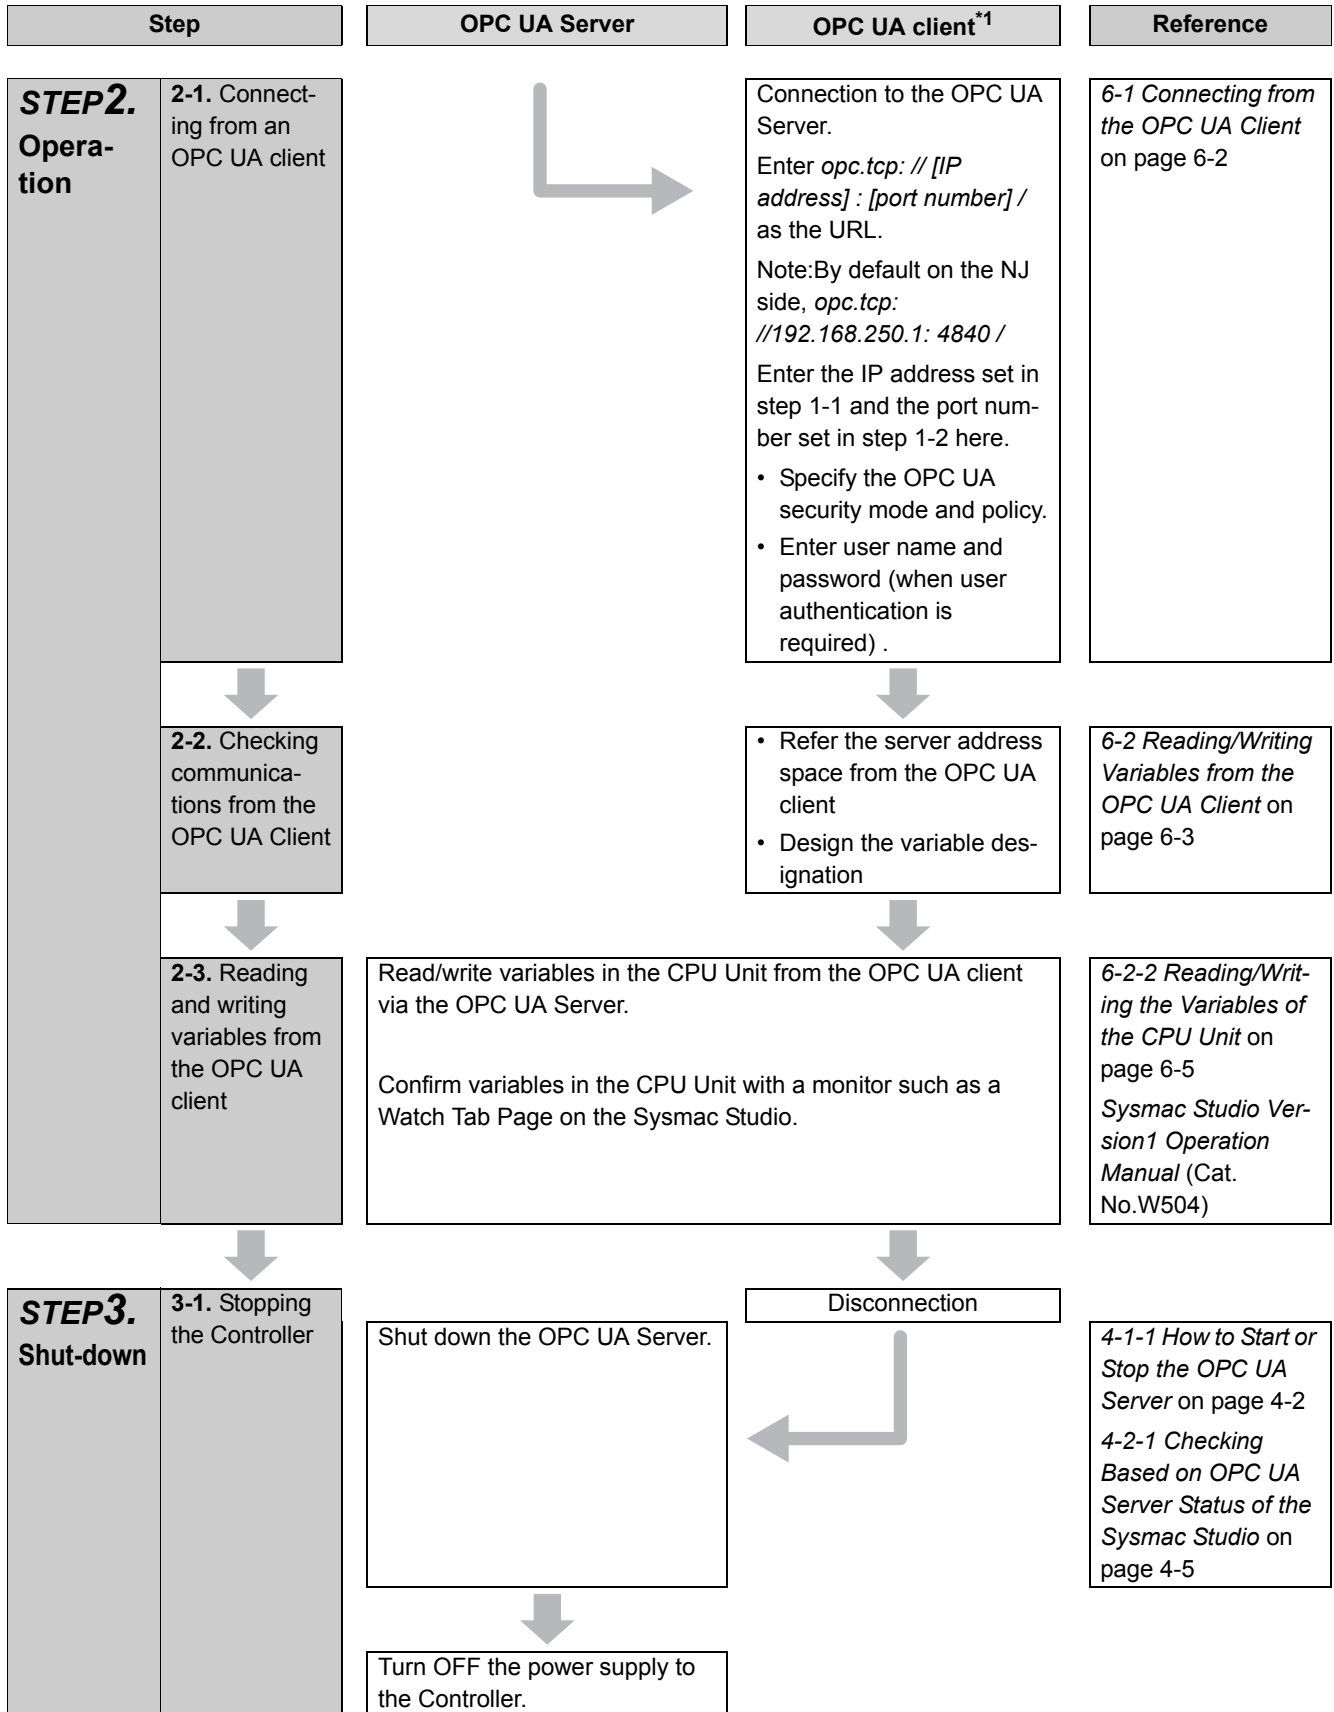 Step
OPC UA Server
OPC UA client*1
Reference
STEP2.
Opera-
tion
2-1. Connect-
ing from an
OPC UA client
Connection to the OPC UA
Server.
Enter opc.tcp: // [IP
address] : [port number] /
as the URL.
Note:By default on the NJ
side, opc.tcp:
//192.168.250.1: 4840 /
Enter the IP address set in
step 1-1 and the port num-
ber set in step 1-2 here.
• Specify the OPC UA
security mode and policy.
• Enter user name and
password (when user
authentication is
required) .
6-1 Connecting from
the OPC UA Client
on page 6-2
2-2. Checking
communica-
tions from the
OPC UA Client
• Refer the server address
space from the OPC UA
client
• Design the variable des-
ignation
6-2 Reading/Writing
Variables from the
OPC UA Client on
page 6-3
2-3. Reading
and writing
variables from
the OPC UA
client
Read/write variables in the CPU Unit from the OPC UA client
via the OPC UA Server.
Confirm variables in the CPU Unit with a monitor such as a
Watch Tab Page on the Sysmac Studio.
6-2-2 Reading/Writ-
ing the Variables of
the CPU Unit on
page 6-5
Sysmac Studio Ver-
sion1 Operation
Manual (Cat.
No.W504)
STEP3.
Shut-down
3-1. Stopping
the Controller
Disconnection
Shut down the OPC UA Server.
4-1-1 How to Start or
Stop the OPC UA
Server on page 4-2
4-2-1 Checking
Based on OPC UA
Server Status of the
Sysmac Studio on
page 4-5
Turn OFF the power supply to
the Controller.